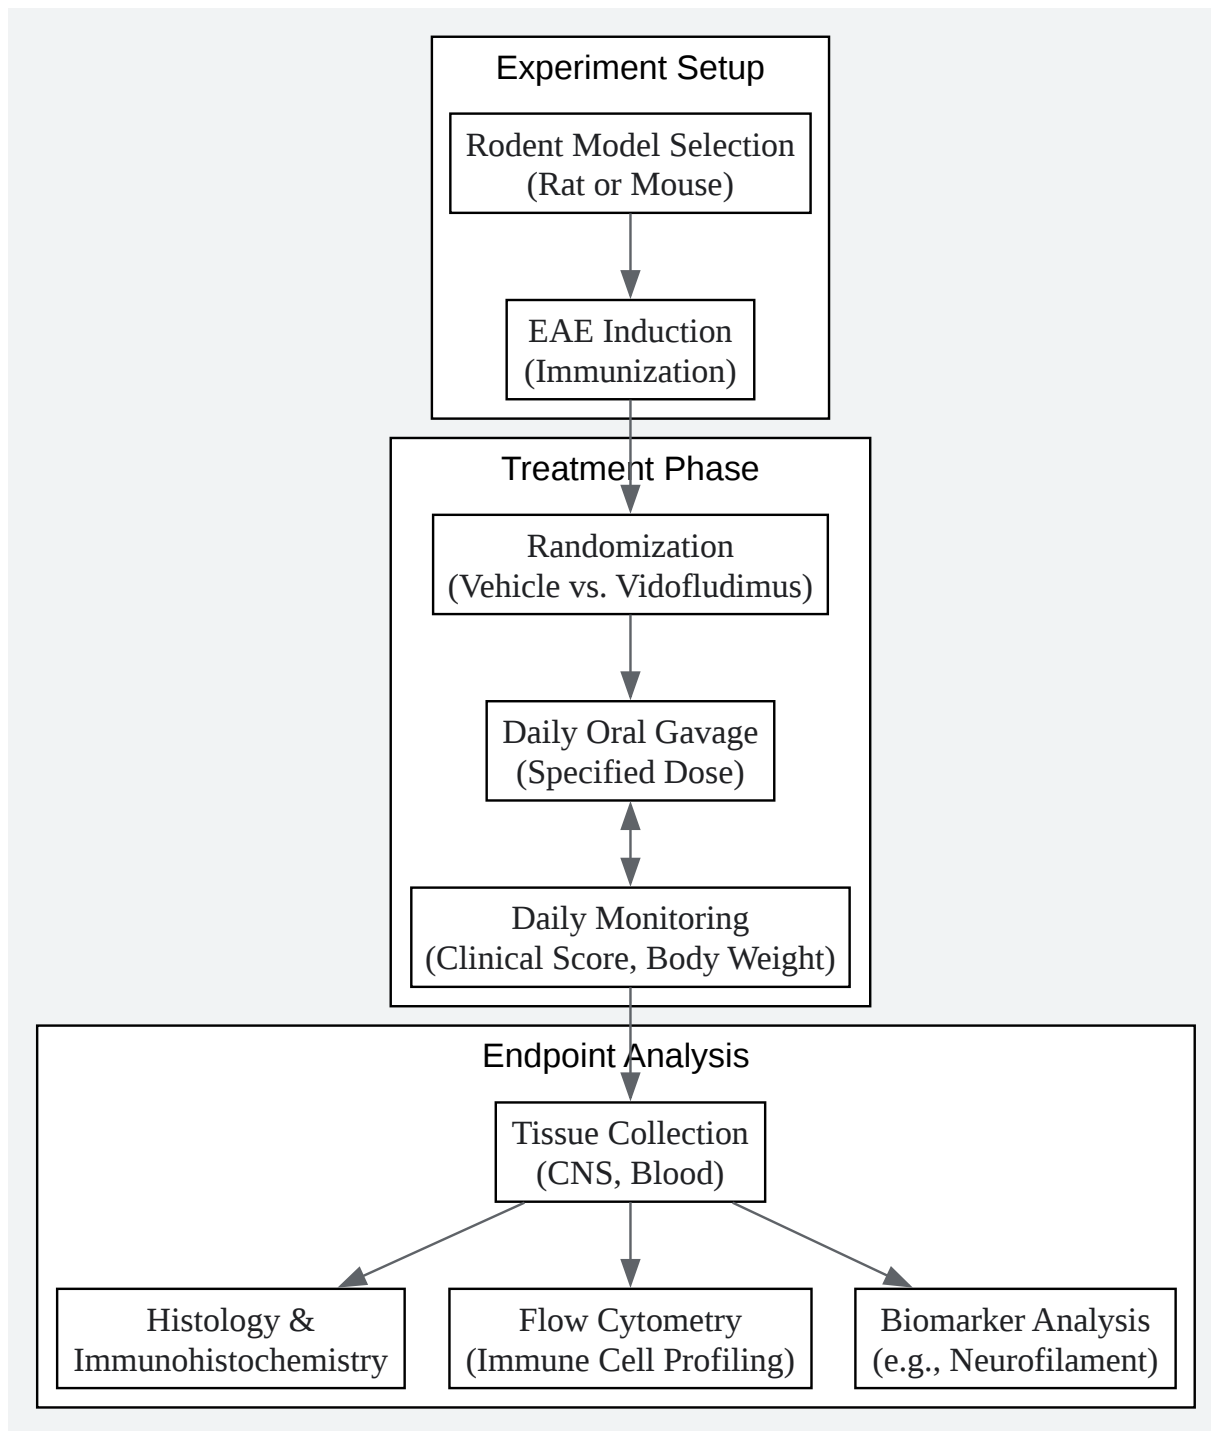 Experiment Setup
Rodent Model Selection
(Rat or Mouse)
EAE Induction
(Immunization)
Treatment Phase
Randomization
(Vehicle vs. Vidofludimus)
Daily Oral Gavage
(Specified Dose)
Daily Monitoring
(Clinical Score, Body Weight)
Endpoint Analysis
Tissue Collection
(CNS, Blood)
Histology &
Immunohistochemistry
Flow Cytometry
(Immune Cell Profiling)
Biomarker Analysis
(e.g., Neurofilament)